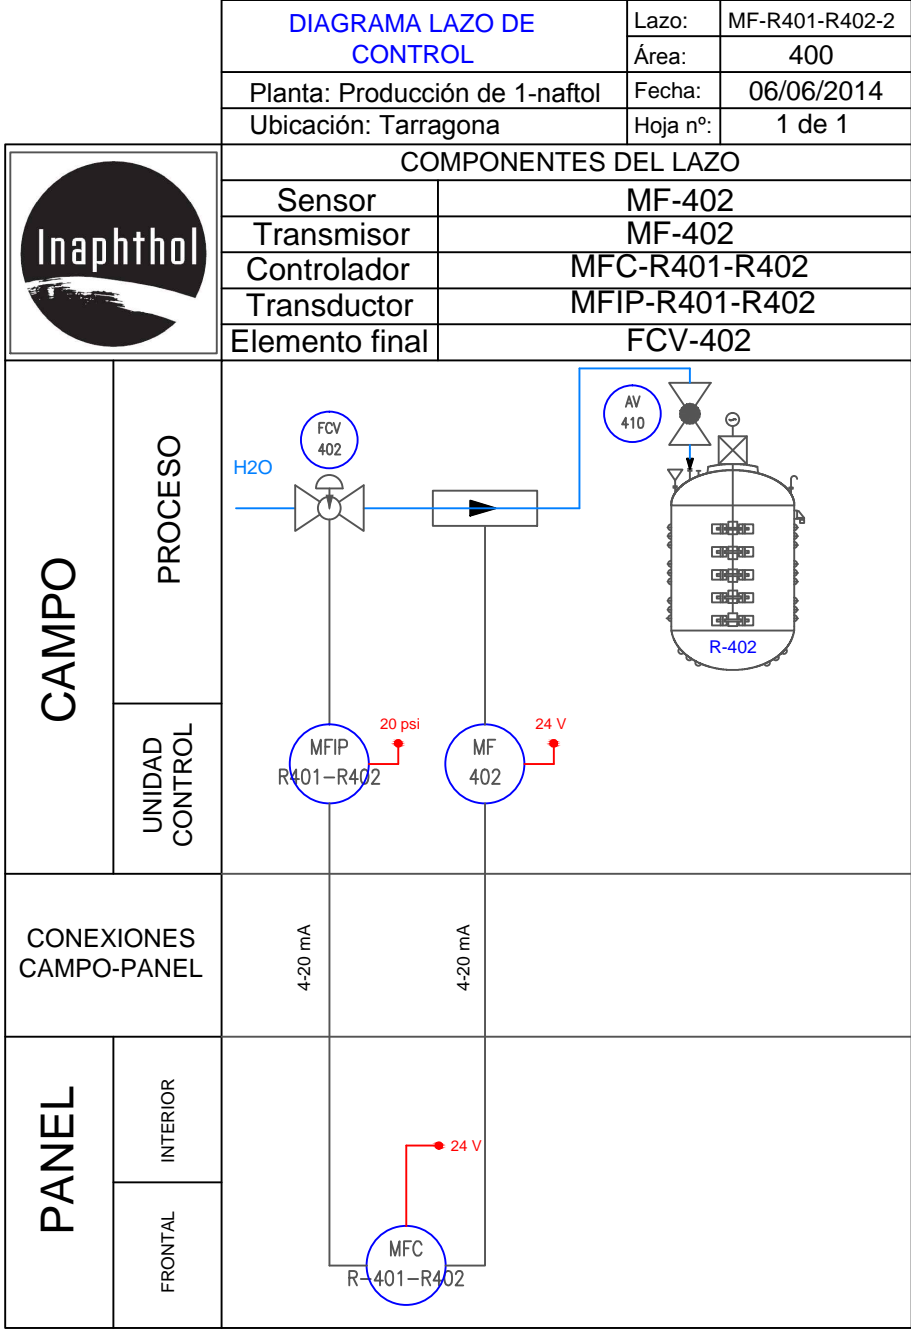 DIAGRAMA LAZO DE
CONTROL
Lazo: MF-R401-R402-2
Área: 400
Planta: Producción de 1-naftol
Fecha: 06/06/2014
Ubicación: Tarragona
Hoja nº: 1 de 1
Inaphthol
COMPONENTES DEL LAZO
Sensor MF-402
Transmisor MF-402
Controlador MFC-R401-R402
Transductor MFIP-R401-R402
Elemento final FCV-402
CAMPO
PROCESO
FCV
402
H2O
AV
410
R-402
UNIDAD
CONTROL
MFIP
R401-R402
20 psi
MF
402
24 V
CONEXIONES
CAMPO-PANEL
4-20 mA
4-20 mA
PANEL
INTERIOR
24 V
FRONTAL
MFC
R-401-R402